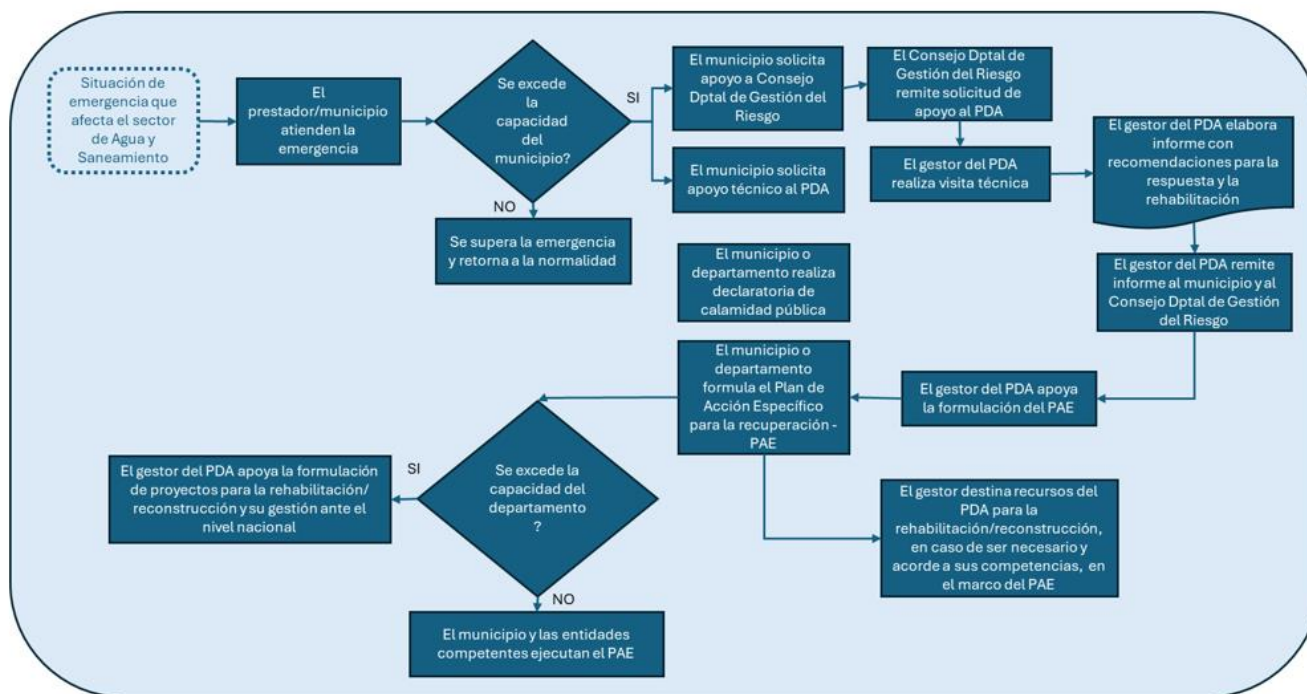 Situación de
emergencia que
afecta el sector
de Agua y
Saneamiento
El
prestador/municipio
atienden la
emergencia
Se excede
la
capacidad
del
municipio?
SI
NO
Se supera la emergencia
y retorna a la normalidad
El municipio solicita
apoyo a Consejo
Dptal de Gestión del
Riesgo
El municipio solicita
apoyo técnico al PDA
El Consejo Dptal de
Gestión del Riesgo
remite solicitud de
apoyo al PDA
El gestor del PDA
realiza visita técnica
El gestor del PDA elabora
informe con
recomendaciones para la
respuesta y la
rehabilitación
El gestor del PDA remite
informe al municipio y al
Consejo Dptal de Gestión
del Riesgo
El municipio o
departamento realiza
declaratoria de
calamidad pública
El gestor del PDA apoya
la formulación del PAE
El municipio o
departamento
formula el Plan de
Acción Específico
para la recuperación -
PAE
El gestor destina recursos del
PDA para la
rehabilitación/reconstrucción,
en caso de ser necesario y
acorde a sus competencias, en
el marco del PAE
Se excede la
capacidad del
departamento
?
SI
El gestor del PDA apoya la formulación
de proyectos para la rehabilitación/
reconstrucción y su gestión ante el
nivel nacional
NO
El municipio y las entidades
competentes ejecutan el PAE